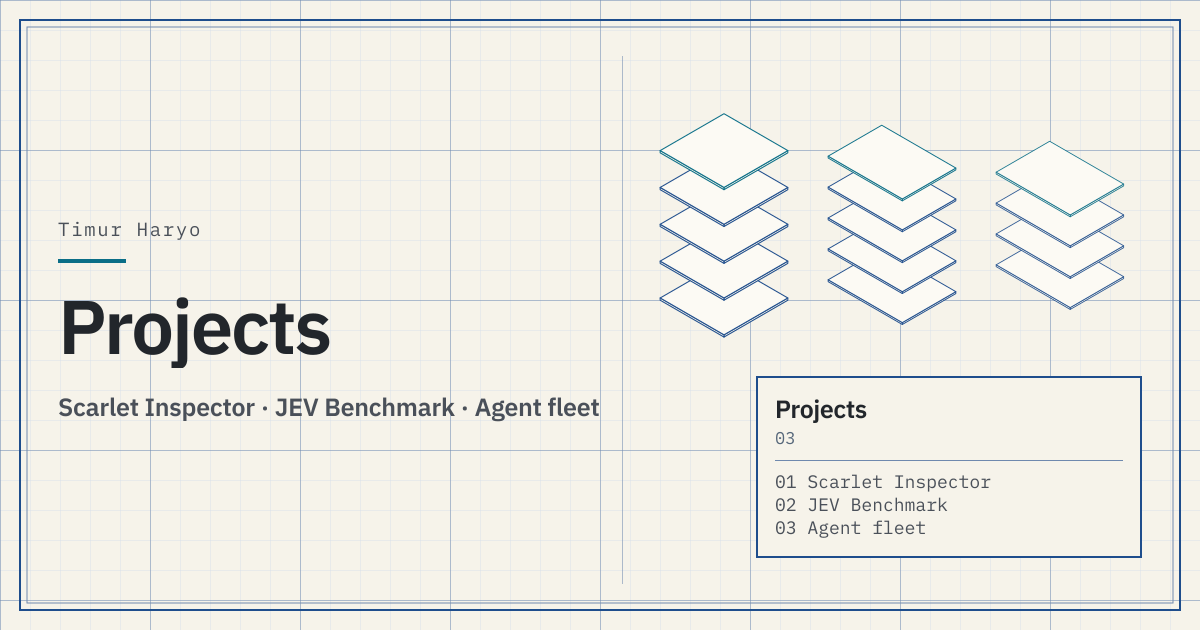 Timur Haryo
Projects
Scarlet Inspector · JEV Benchmark · Agent fleet
Projects
03
01 Scarlet Inspector
02 JEV Benchmark
03 Agent fleet